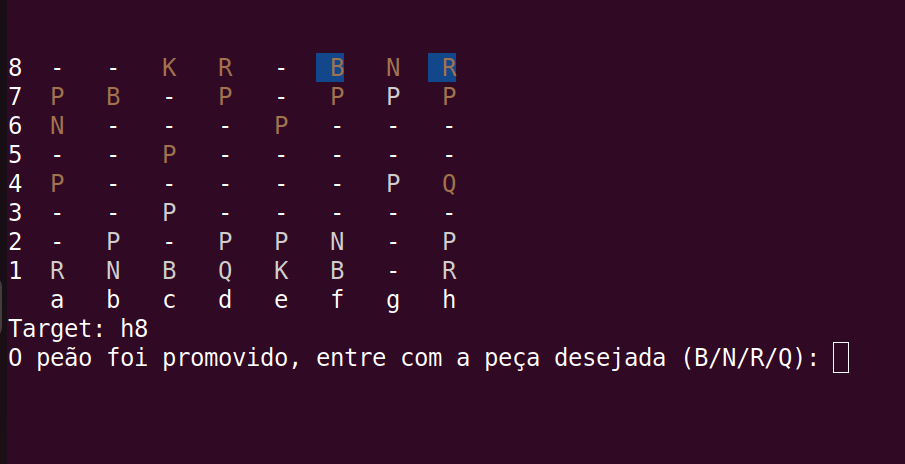 8 - - K R - B N R
7 P B - P - P P P
6 N - - - P - - -
5 - - P - - - - -
4 P - - - - - P Q
3 - - P - - - - -
2 - P - P P N - P
1 R N B Q K B - R
a b c d e f g h
Target: h8
O peão foi promovido, entre com a peça desejada (B/N/R/Q):